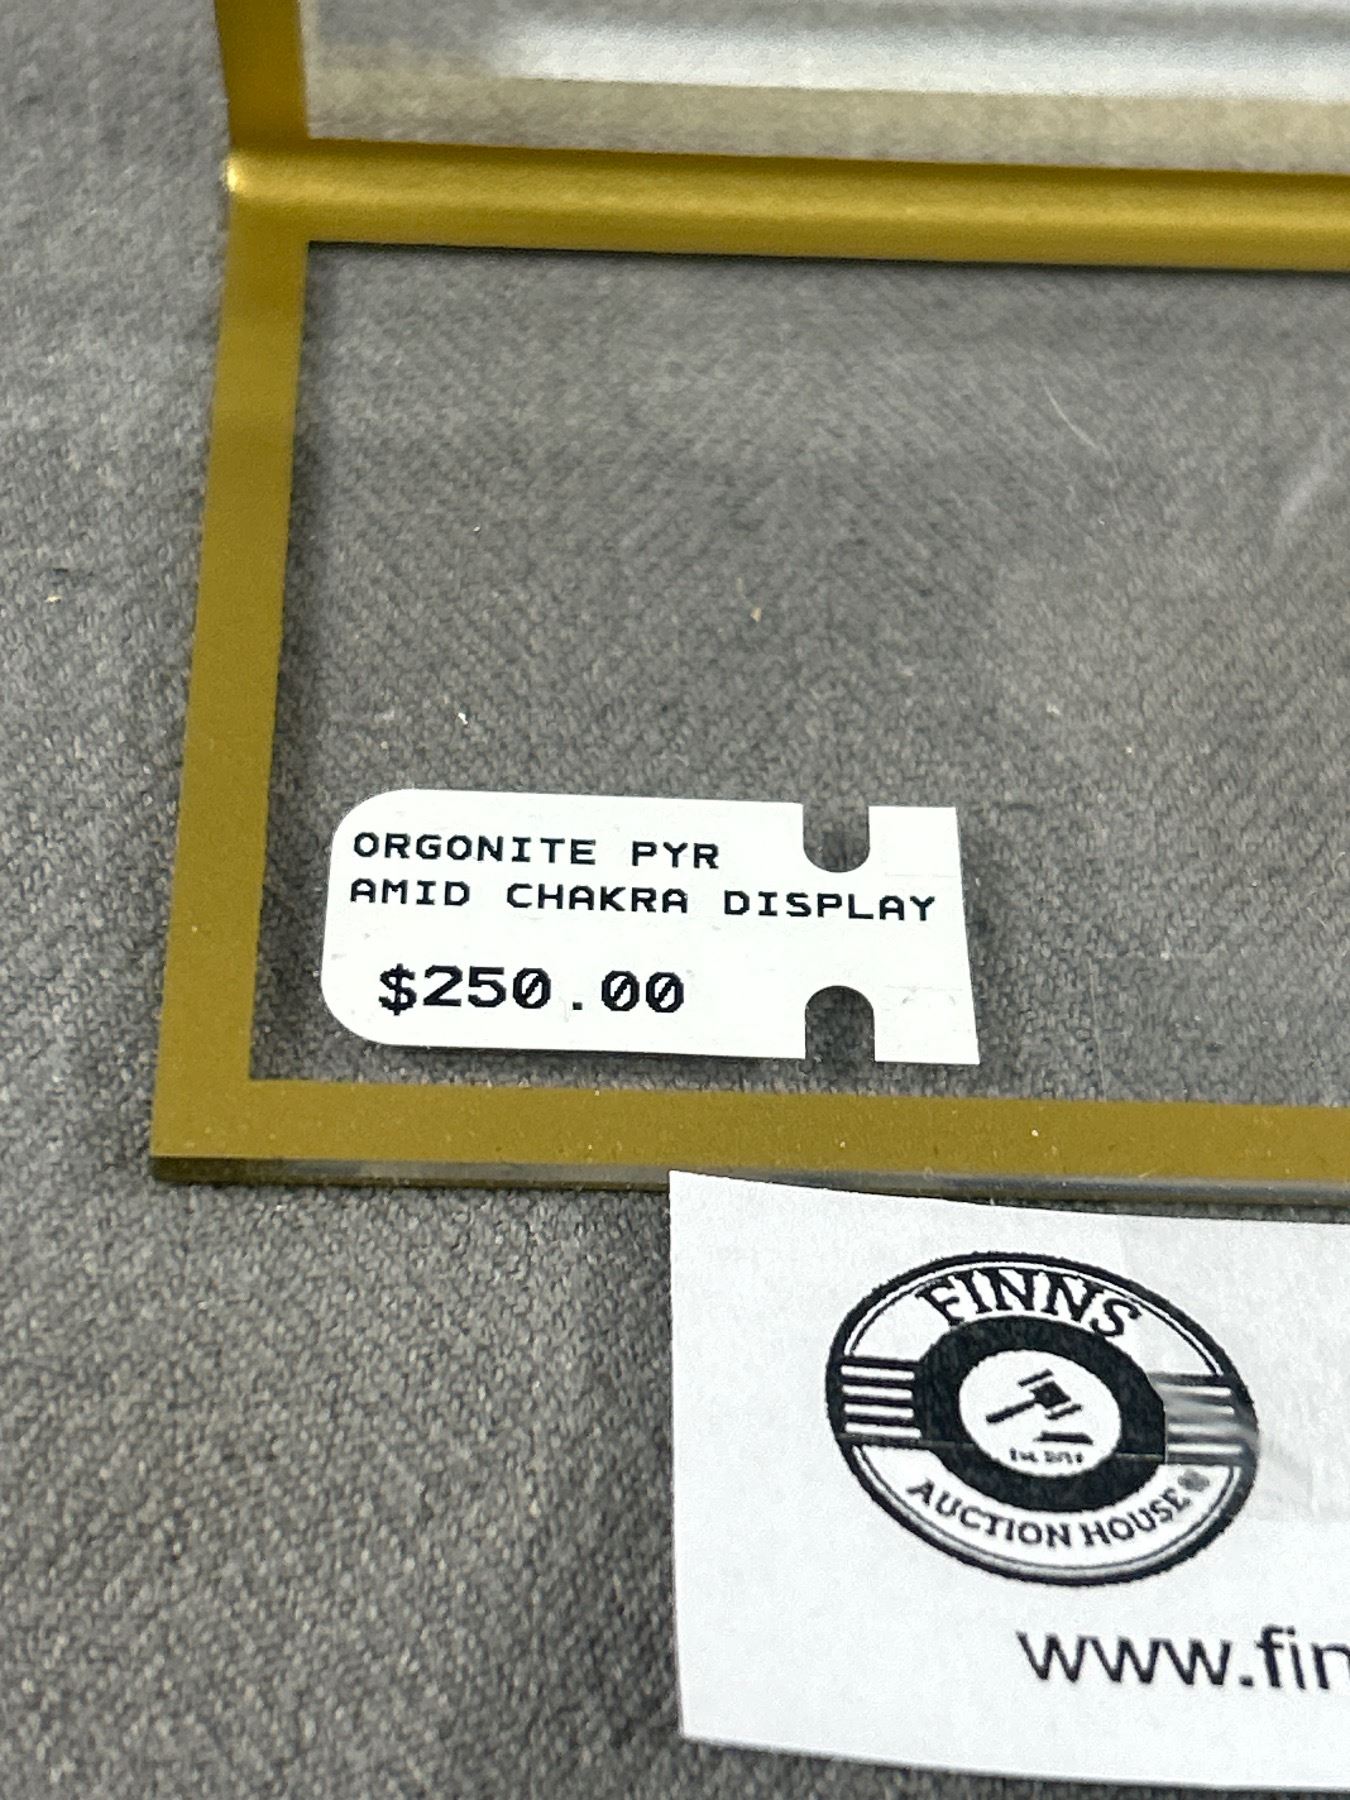 ORGONITE PYR
AMID CHAKRA DISPLAY
$250.00
FINNS
AUCTION HOUSE
www.fin